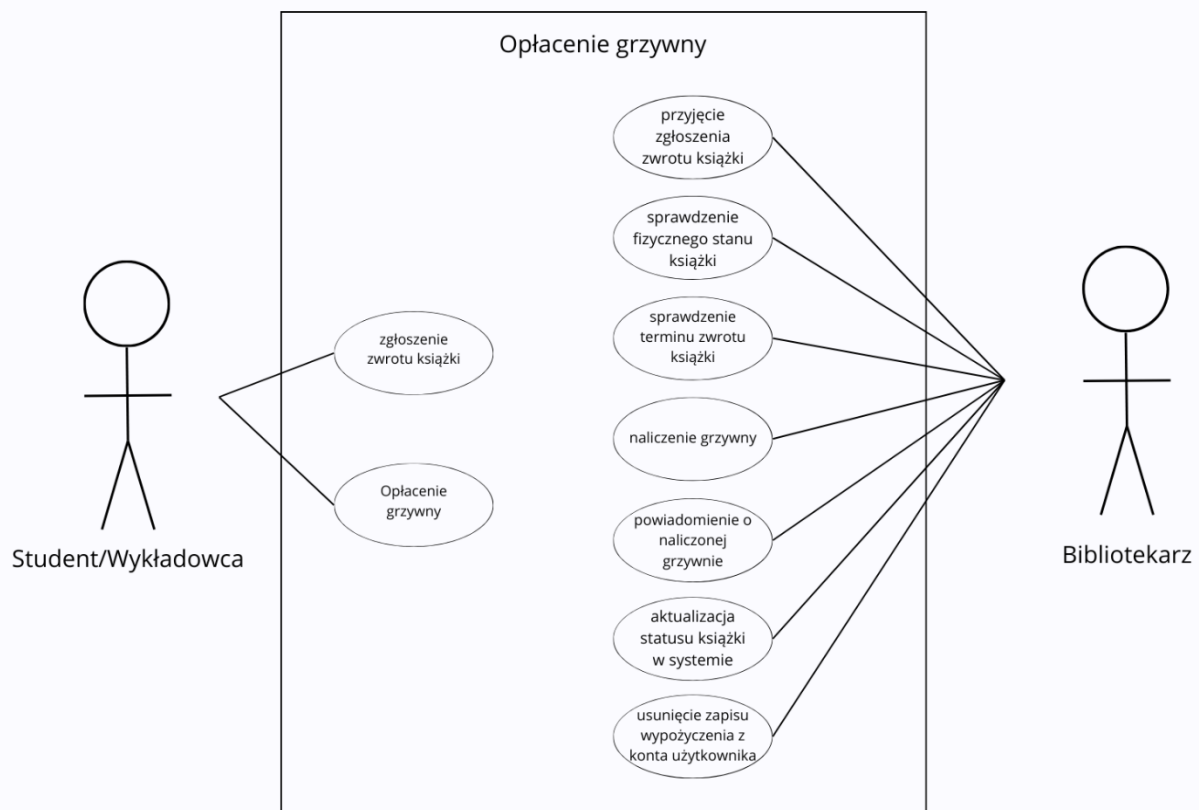 Opłacenie grzywny
przyjęcie
zgłoszenia
zwrotu książki
sprawdzenie
fizycznego stanu
książki
sprawdzenie
terminu zwrotu
książki
zgłoszenie
zwrotu książki
naliczenie grzywny
Opłacenie
grzywny
powiadomienie o
naliczonej
grzywnie
Student/Wykładowca
Bibliotekarz
aktualizacja
statusu książki
w systemie
usunięcie zapisu
wypożyczenia z
konta użytkownika